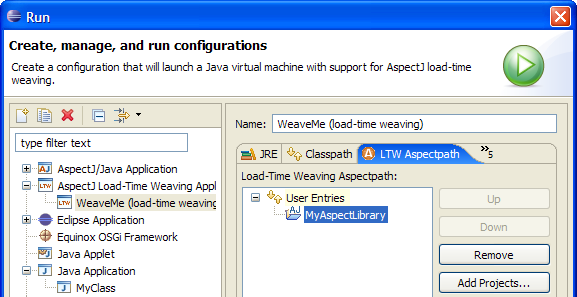 Run
Create, manage, and run configurations
Create a configuration that will launch a Java virtual machine with support for AspectJ load-time
weaving.
type filter text
AspectJ/Java Application
AspectJ Load-Time Weaving Appl
WeaveMe (load-time weaving
Eclipse Application
Equinox OSGi Framework
Java Applet
Java Application
MyClass
Name: WeaveMe (load-time weaving)
JRE Classpath LTW Aspectpath »5
Load-Time Weaving Aspectpath:
User Entries
MyAspectLibrary
Up
Down
Remove
Add Projects...